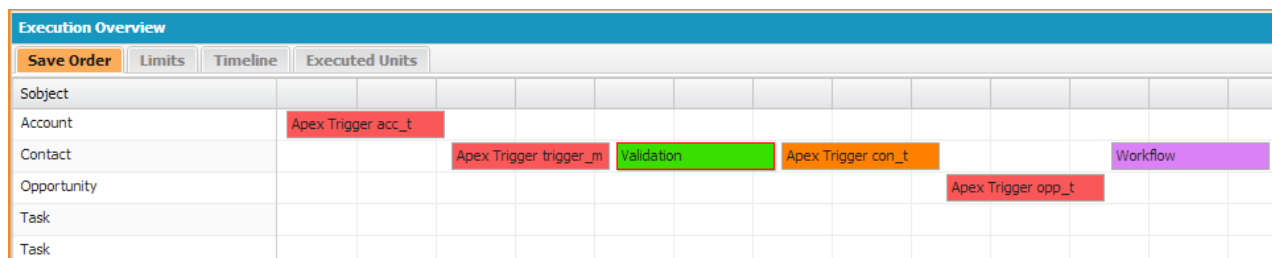 Execution Overview
Save Order Limits Timeline Executed Units
Sobject
Account Apex Trigger acc_t
Contact Apex Trigger trigger_m Validation Apex Trigger con_t Workflow
Opportunity Apex Trigger opp_t
Task
Task